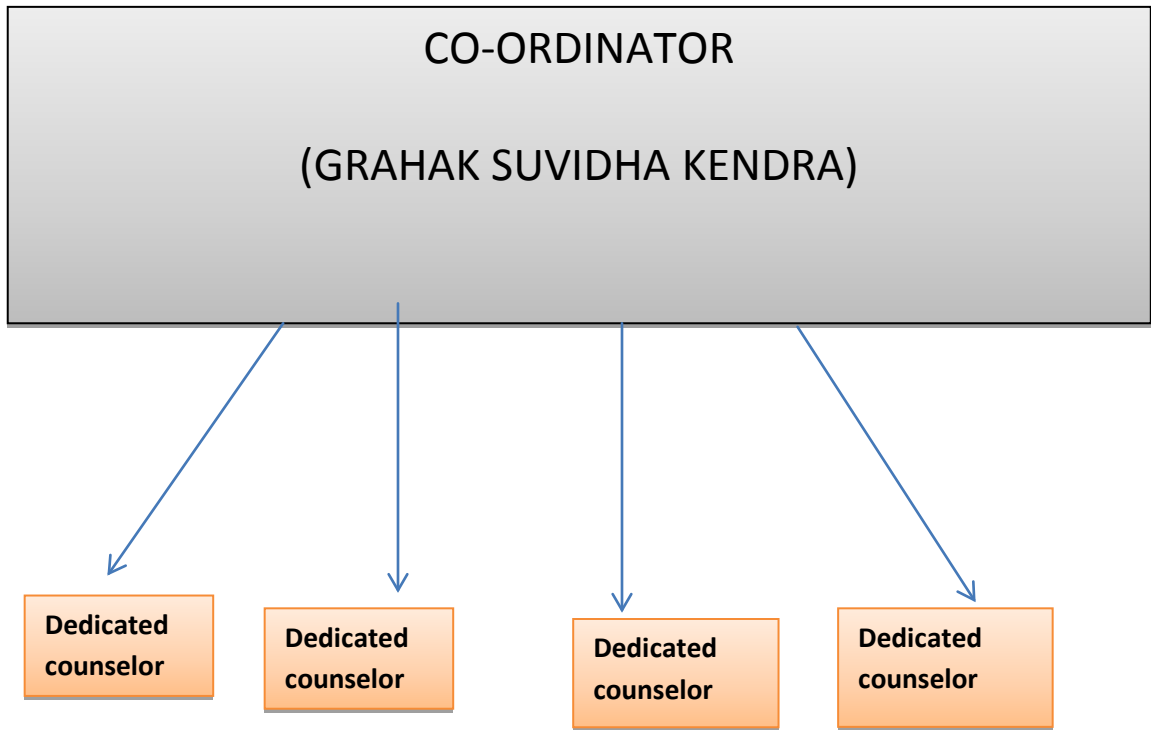 CO-ORDINATOR
(GRAHAK SUVIDHA KENDRA)
Dedicated
counselor
Dedicated
counselor
Dedicated
counselor
Dedicated
counselor